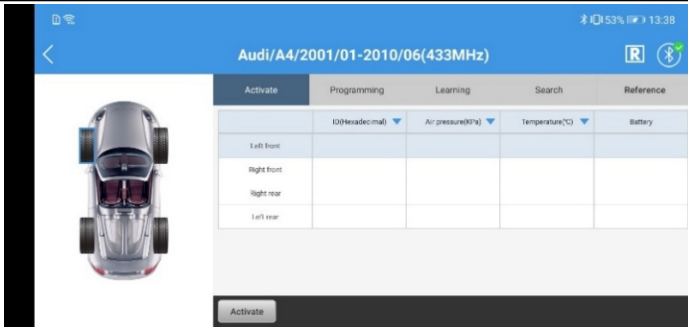 53% 13:38
Audi/A4/2001/01-2010/06(433MHz)
R
Activate Programming Learning Search Reference
ID(Hexadecimal) Air pressure(KPa) Temperature(℃) Battery
Left front
Right front
Right rear
Left rear
Activate